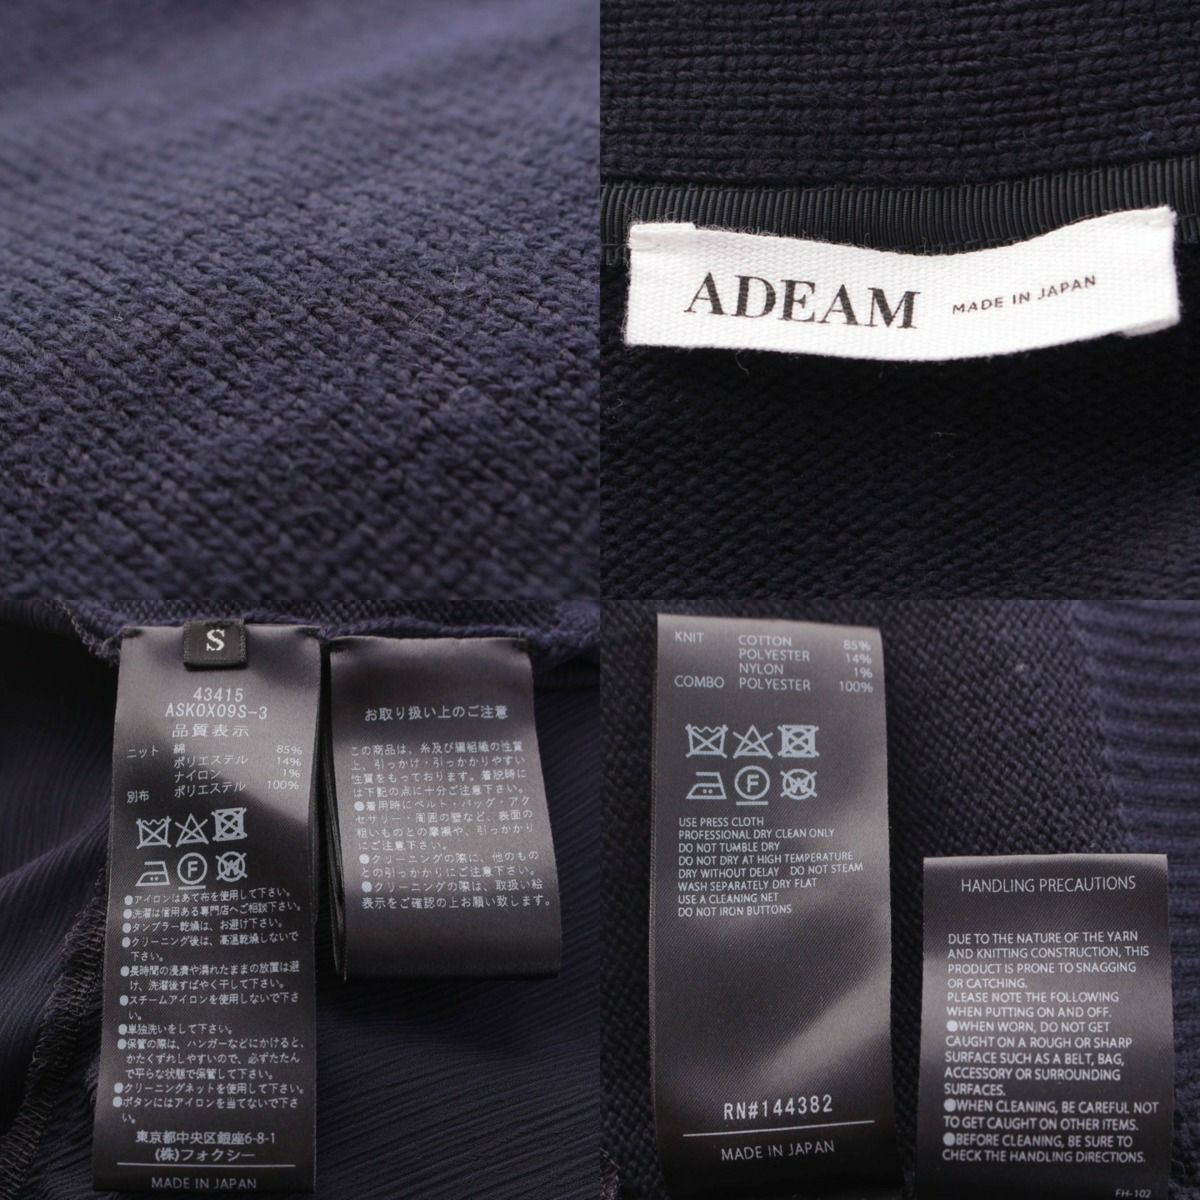 ADEAM MADE IN JAPAN
S
43415
ASKOX09S-3
品質表示
ニット 綿 85%
ポリエステル 14%
ナイロン 1%
別布 ポリエステル 100%
F
W
●アイロンはあて布を使用して下さい。
●洗濯は信用ある専門店へご相談下さい。
●タンブラー乾燥は、お避け下さい。
●クリーニング後は、高温乾燥しないで
下さい。
●長時間の浸漬や濡れたままの放置は避
け、洗濯後すばやく干して下さい。
●スチームアイロンを使用しないで下さ
い。
●単独洗いをして下さい。
●保管の際は、ハンガーなどにかけると、
かたくずれしやすいので、必ずたたん
で平らな状態で保管して下さい。
●クリーニングネットを使用して下さい。
●ボタンにはアイロンを当てないで下さ
い。
東京都中央区銀座6-8-1
(株)フォクシー
MADE IN JAPAN
お取り扱い上のご注意
この商品は、糸及び編組織の性質
上、引っかけ・引っかかりやすい
性質をもっております。着脱時に
は下記の点に十分ご注意下さい。
●着用時にベルト・バッグ・アク
セサリー・周囲の壁など、表面の
粗いものとの摩擦や、引っかかり
にご注意下さい。
●クリーニングの際に、他のもの
との引っかかりにご注意下さい。
●クリーニングの際は、取扱い絵
表示をご確認の上お願い致します。
KNIT COTTON 85%
POLYESTER 14%
NYLON 1%
COMBO POLYESTER 100%
F
W
USE PRESS CLOTH
PROFESSIONAL DRY CLEAN ONLY
DO NOT TUMBLE DRY
DO NOT DRY AT HIGH TEMPERATURE
DRY WITHOUT DELAY DO NOT STEAM
WASH SEPARATELY DRY FLAT
USE A CLEANING NET
DO NOT IRON BUTTONS
RN#144382
MADE IN JAPAN
HANDLING PRECAUTIONS
DUE TO THE NATURE OF THE YARN
AND KNITTING CONSTRUCTION, THIS
PRODUCT IS PRONE TO SNAGGING
OR CATCHING.
PLEASE NOTE THE FOLLOWING
WHEN PUTTING ON AND OFF.
●WHEN WORN, DO NOT GET
CAUGHT ON A ROUGH OR SHARP
SURFACE SUCH AS A BELT, BAG,
ACCESSORY OR SURROUNDING
SURFACES.
●WHEN CLEANING, BE CAREFUL NOT
TO GET CAUGHT ON OTHER ITEMS.
●BEFORE CLEANING, BE SURE TO
CHECK THE HANDLING DIRECTIONS.
FH-102